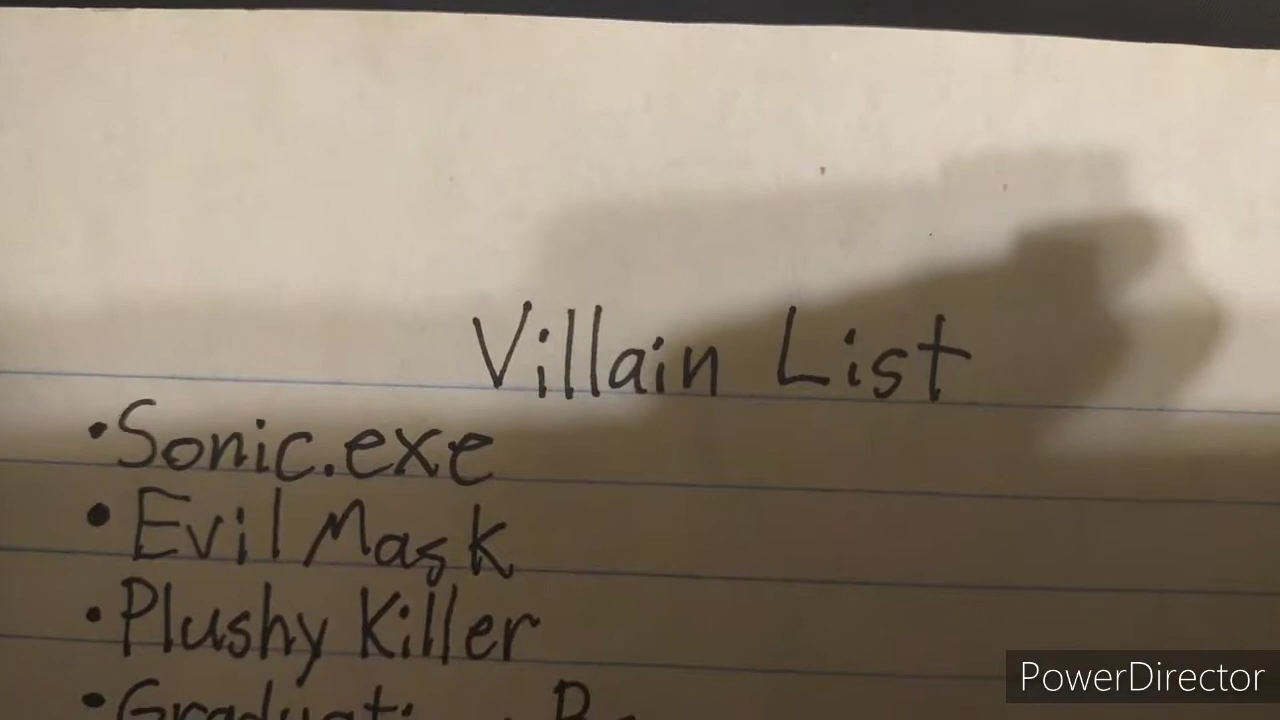 Villain List
•Sonic.exe
•Evil Mask
•Plushy Killer
PowerDirector